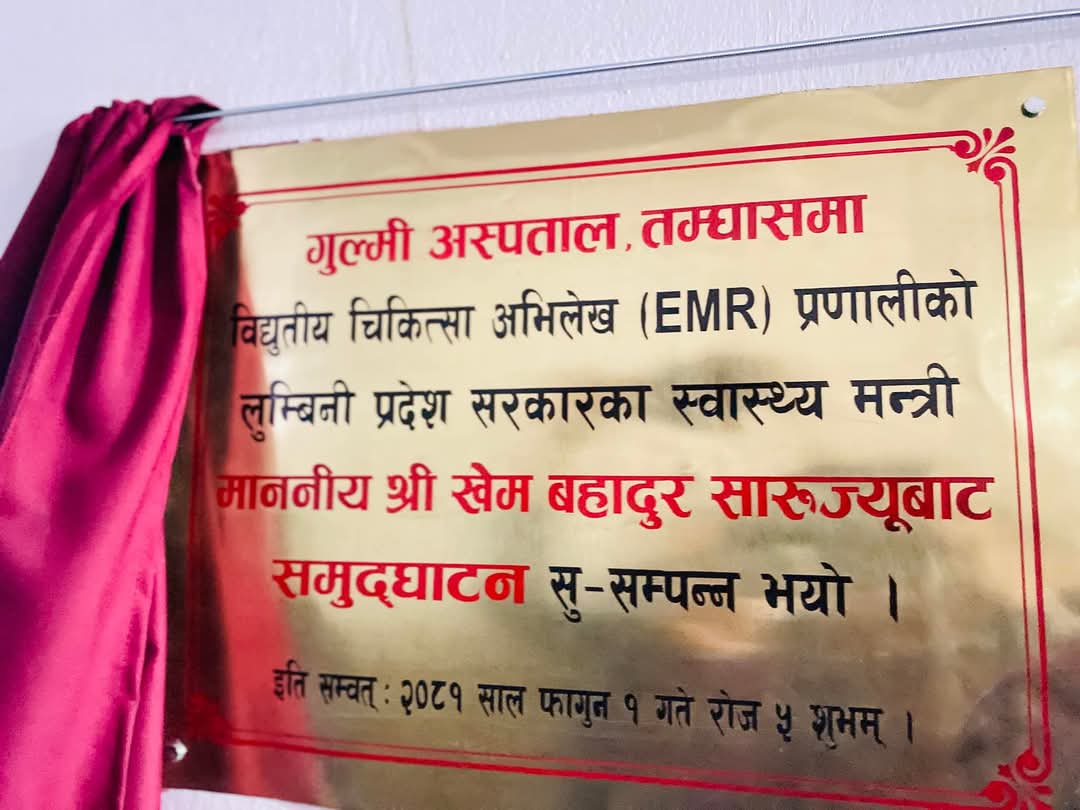 गुल्मी अस्पताल, तम्घासमा
विद्युतीय चिकित्सा अभिलेख (EMR) प्रणालीको
लुम्बिनी प्रदेश सरकारका स्वास्थ्य मन्त्री
माननीय श्री खेम बहादुर सारूज्यूबाट
समुद्घाटन सु-सम्पन्न भयो ।
इति सम्वत् : २०८१ साल फागुन १ गते रोज ५ शुभम् ।